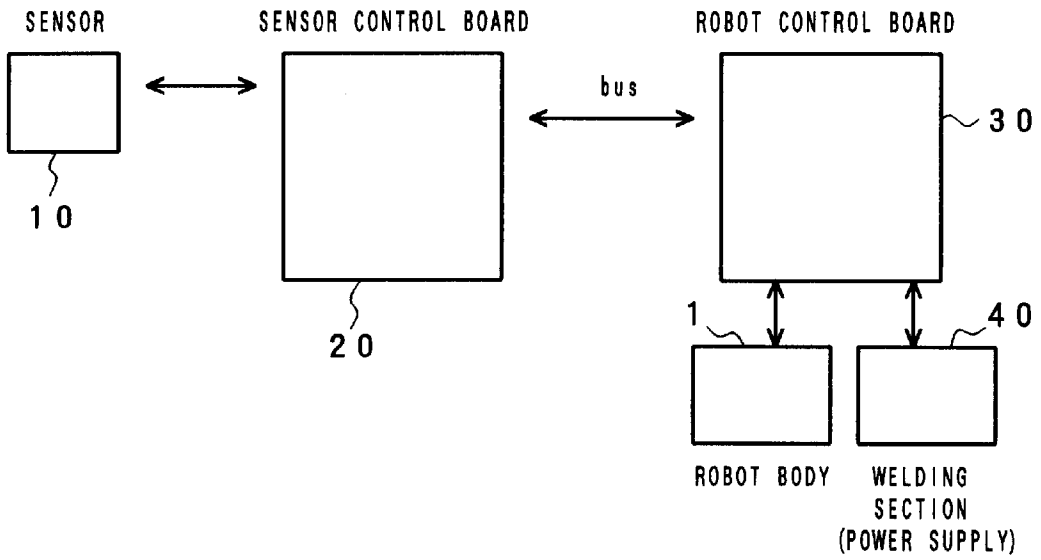 SENSOR
SENSOR CONTROL BOARD
ROBOT CONTROL BOARD
bus
30
10
20
1
40
ROBOT BODY
WELDING
SECTION
(POWER SUPPLY)